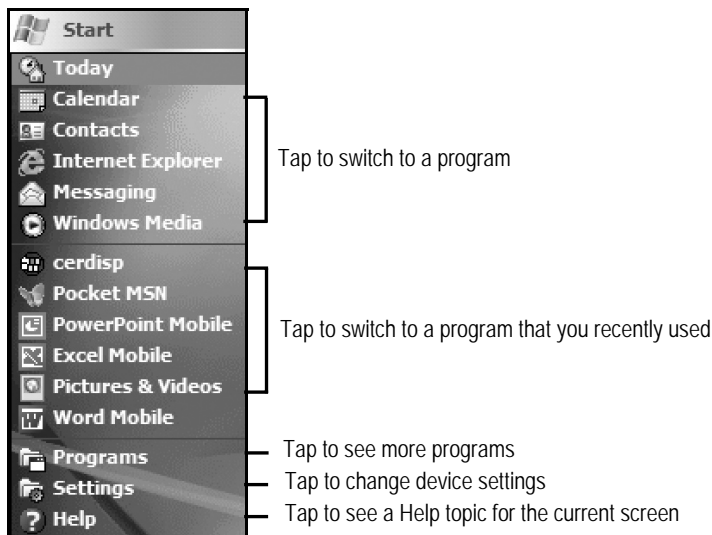 Start
Today
Calendar
Contacts
Internet Explorer
Messaging
Windows Media
Tap to switch to a program
cerdisp
Pocket MSN
PowerPoint Mobile
Excel Mobile
Pictures & Videos
Word Mobile
Tap to switch to a program that you recently used
Programs
Tap to see more programs
Settings
Tap to change device settings
Help
Tap to see a Help topic for the current screen